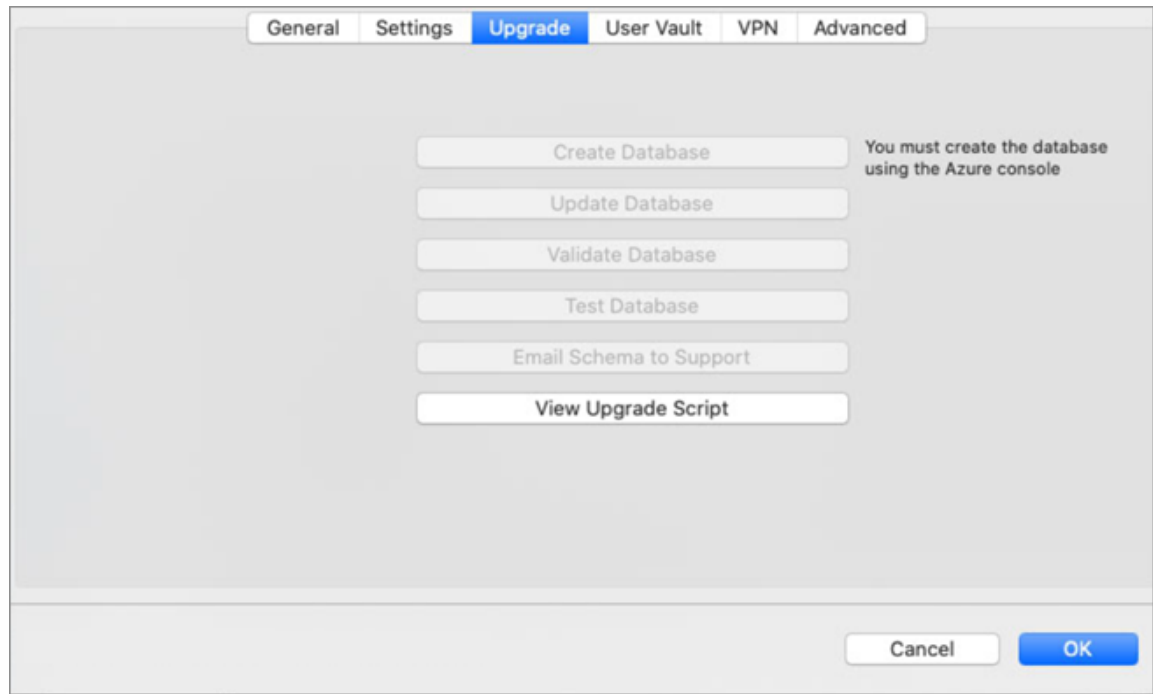 General Settings Upgrade User Vault VPN Advanced
Create Database
You must create the database
using the Azure console
Update Database
Validate Database
Test Database
Email Schema to Support
View Upgrade Script
Cancel OK